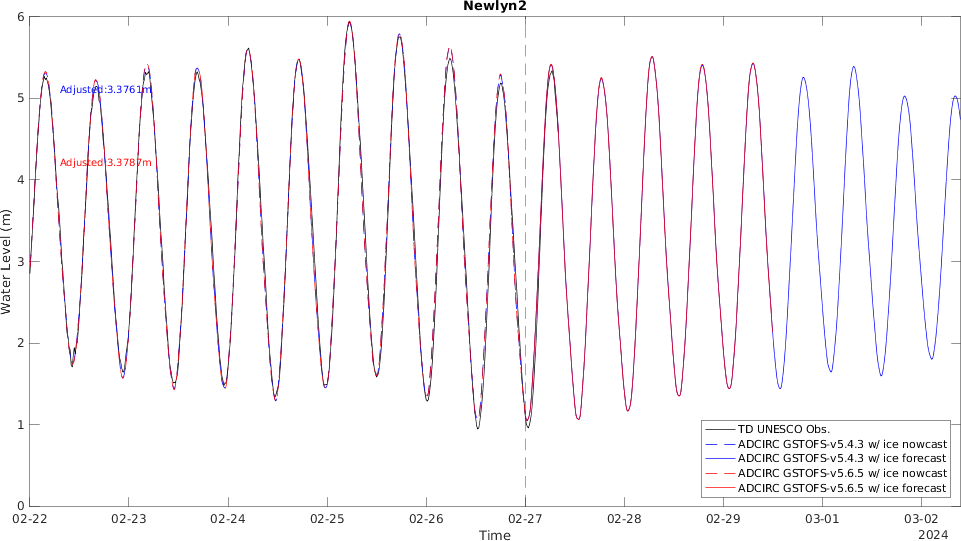 Newlyn2
6
5
4
3
2
1
0
Water Level (m)
Adjusted:3.3761m
Adjusted:3.3787m
TD UNESCO Obs.
ADCIRC GSTOFS-v5.4.3 w/ ice nowcast
ADCIRC GSTOFS-v5.4.3 w/ ice forecast
ADCIRC GSTOFS-v5.6.5 w/ ice nowcast
ADCIRC GSTOFS-v5.6.5 w/ ice forecast
02-22 02-23 02-24 02-25 02-26 02-27 02-28 02-29 03-01 03-02
Time
2024